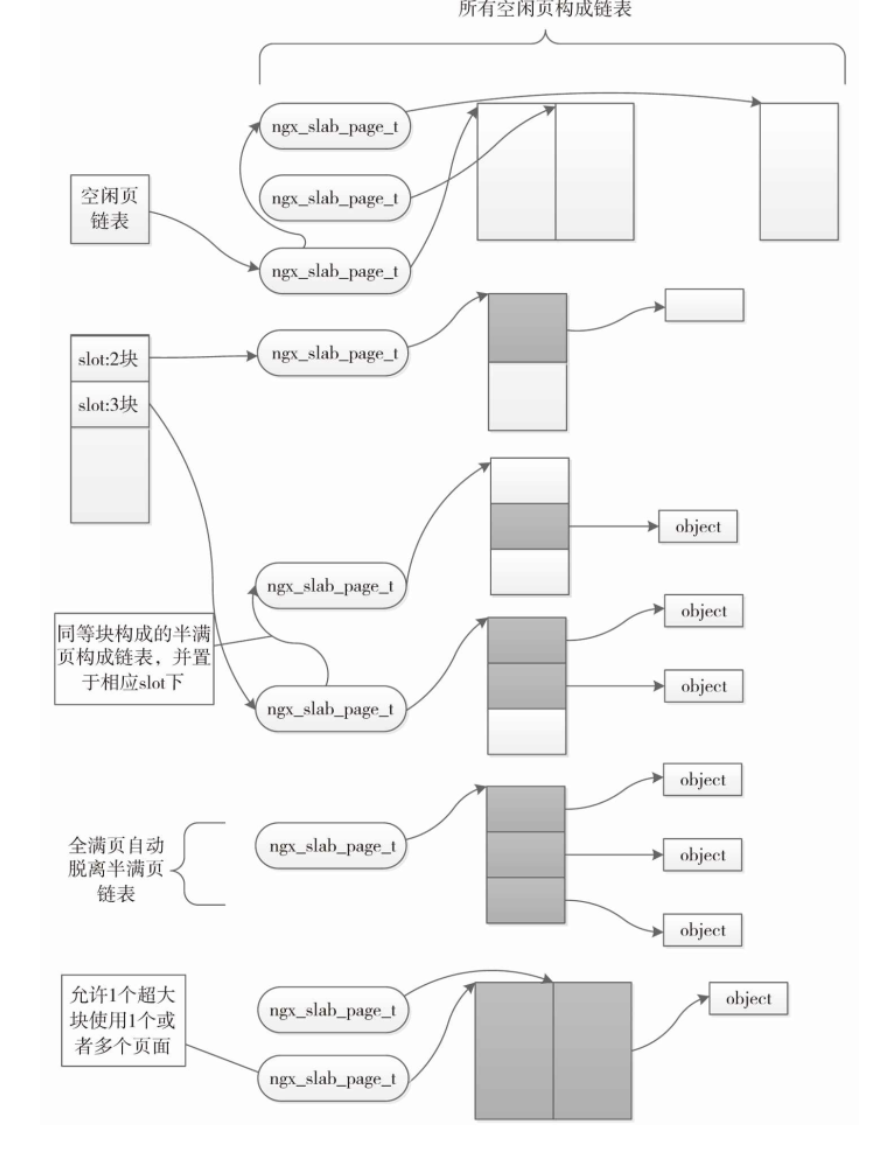 所有空闲页构成链表
ngx_slab_page_t
ngx_slab_page_t
空闲页
链表
ngx_slab_page_t
ngx_slab_page_t
slot:2块
slot:3块
object
ngx_slab_page_t
object
同等块构成的半满
页构成链表，并置
于相应slot下
object
ngx_slab_page_t
object
全满页自动
脱离半满页
链表
ngx_slab_page_t
object
object
允许1个超大
块使用1个或
者多个页面
ngx_slab_page_t
object
ngx_slab_page_t